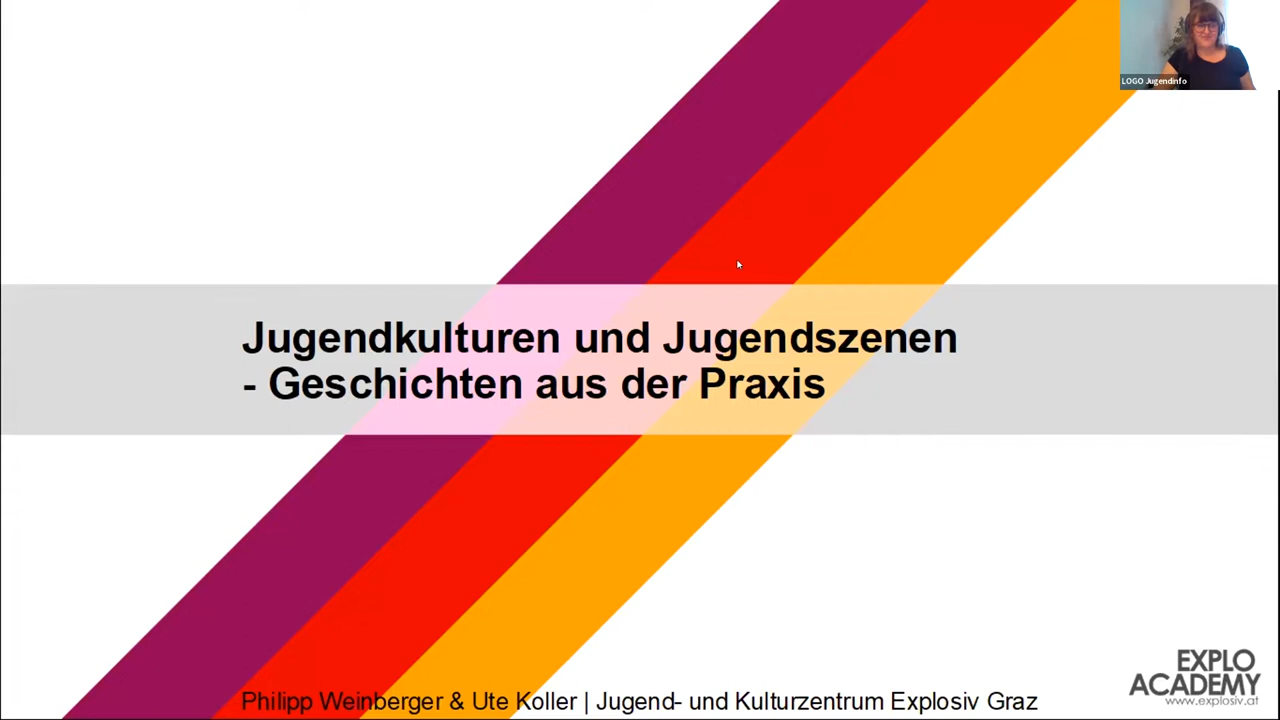 LOGO Jugendinfo
Jugendkulturen und Jugendszenen
- Geschichten aus der Praxis
Philipp Weinberger & Ute Koller | Jugend- und Kulturzentrum Explosiv Graz
EXPLO
ACADEMY
www.explosiv.at